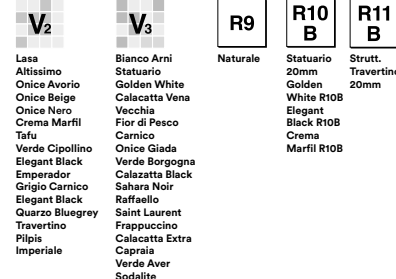 V2
Lasa
Altissimo
Onice Avorio
Onice Beige
Onice Nero
Crema Marfil
Tafu
Verde Cipollino
Elegant Black
Emperador
Grigio Carnico
Elegant Black
Quarzo Bluegrey
Travertino
Pilpis
Imperiale
V3
Bianco Arni
Statuario
Golden White
Calacatta Vena
Vecchia
Fior di Pesco
Carnico
Onice Giada
Verde Borgogna
Calazatta Black
Sahara Noir
Raffaello
Saint Laurent
Frappuccino
Calacatta Extra
Capraia
Verde Aver
Sodalite
R9
Naturale
R10
B
Statuario
20mm
Golden
White R10B
Elegant
Black R10B
Crema
Marfil R10B
R11
B
Strutt.
Travertino
20mm